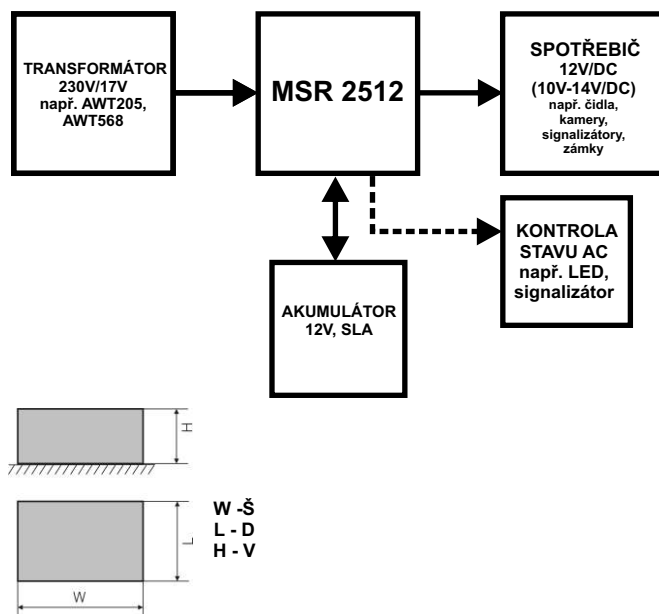 TRANSFORMÁTOR
230V/17V
např. AWT205,
AWT568
MSR 2512
SPOTŘEBIČ
12V/DC
(10V-14V/DC)
např. čidla,
kamery,
signalizátory,
zámky
KONTROLA
STAVU AC
např. LED,
signalizátor
AKUMULÁTOR
12V, SLA
H
L
W
W -Š
L - D
H - V